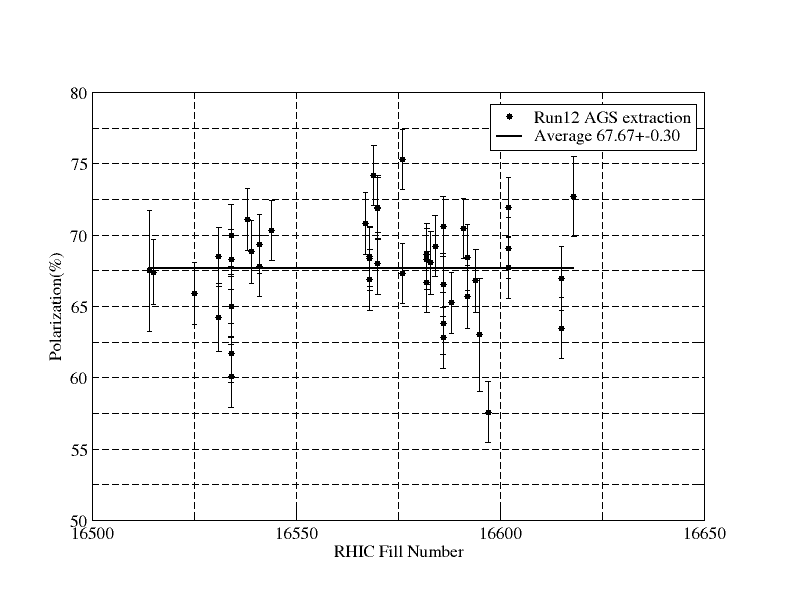 80
Run12 AGS extraction
Average 67.67+-0.30
75
70
Polarization(%)
65
60
55
50
16500
16550
16600
16650
RHIC Fill Number